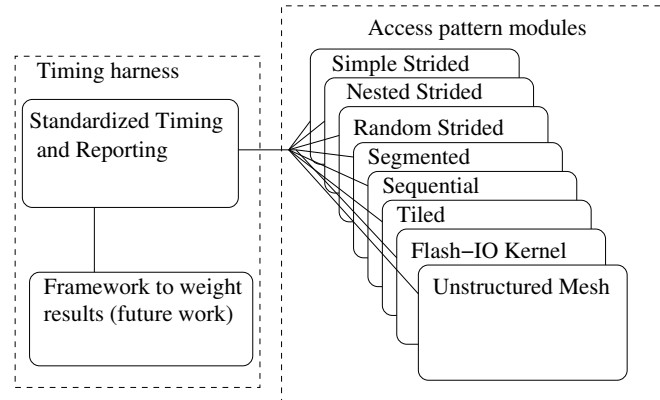 Timing harness
Standardized Timing
and Reporting
Framework to weight
results (future work)
Access pattern modules
Simple Strided
Nested Strided
Random Strided
Segmented
Sequential
Tiled
Flash−IO Kernel
Unstructured Mesh